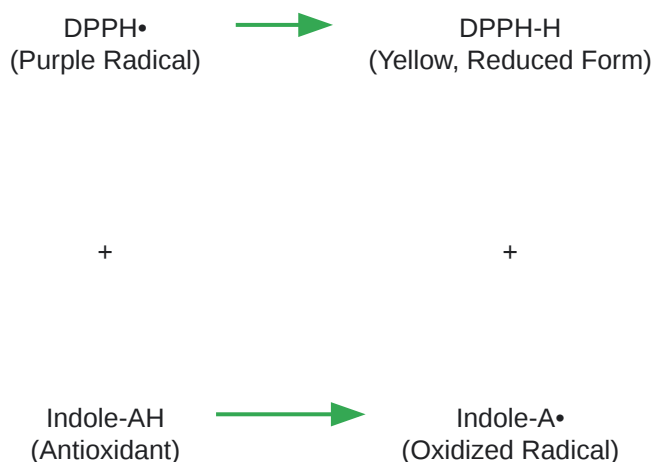 DPPH•
(Purple Radical)
DPPH-H
(Yellow, Reduced Form)
+
+
Indole-AH
(Antioxidant)
Indole-A•
(Oxidized Radical)